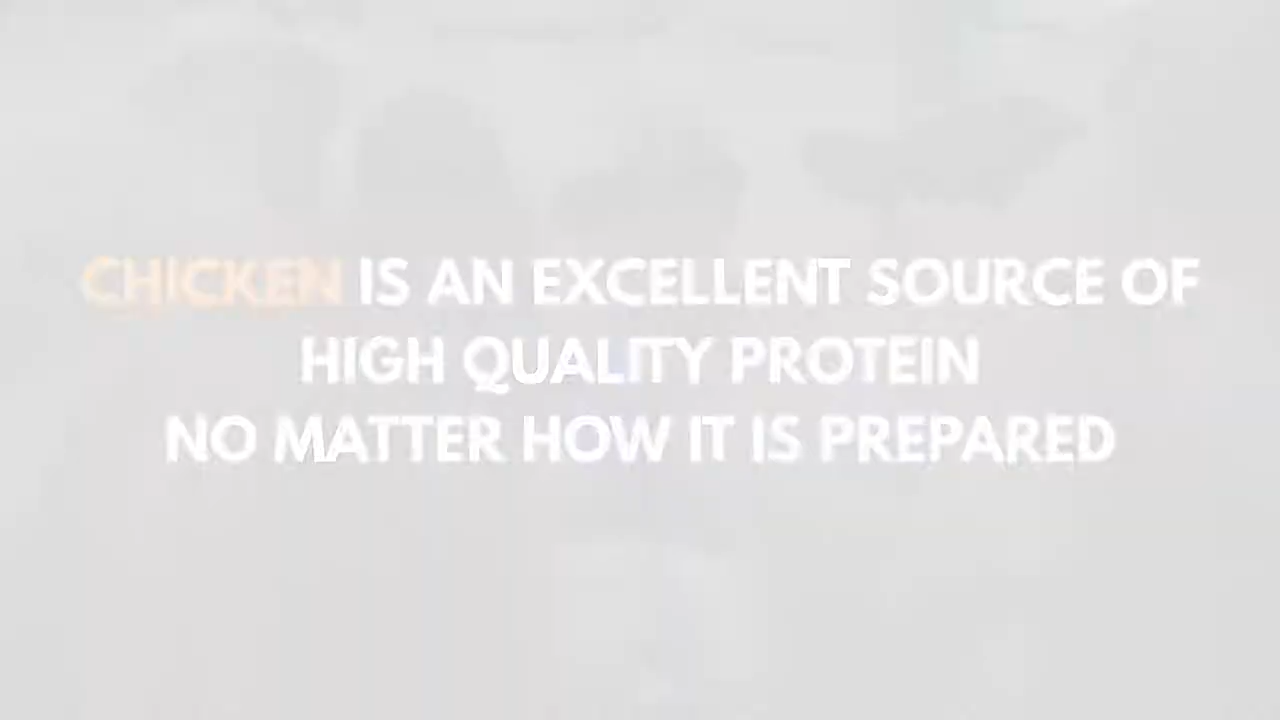 CHICKEN IS AN EXCELLENT SOURCE OF
HIGH QUALITY PROTEIN
NO MATTER HOW IT IS PREPARED